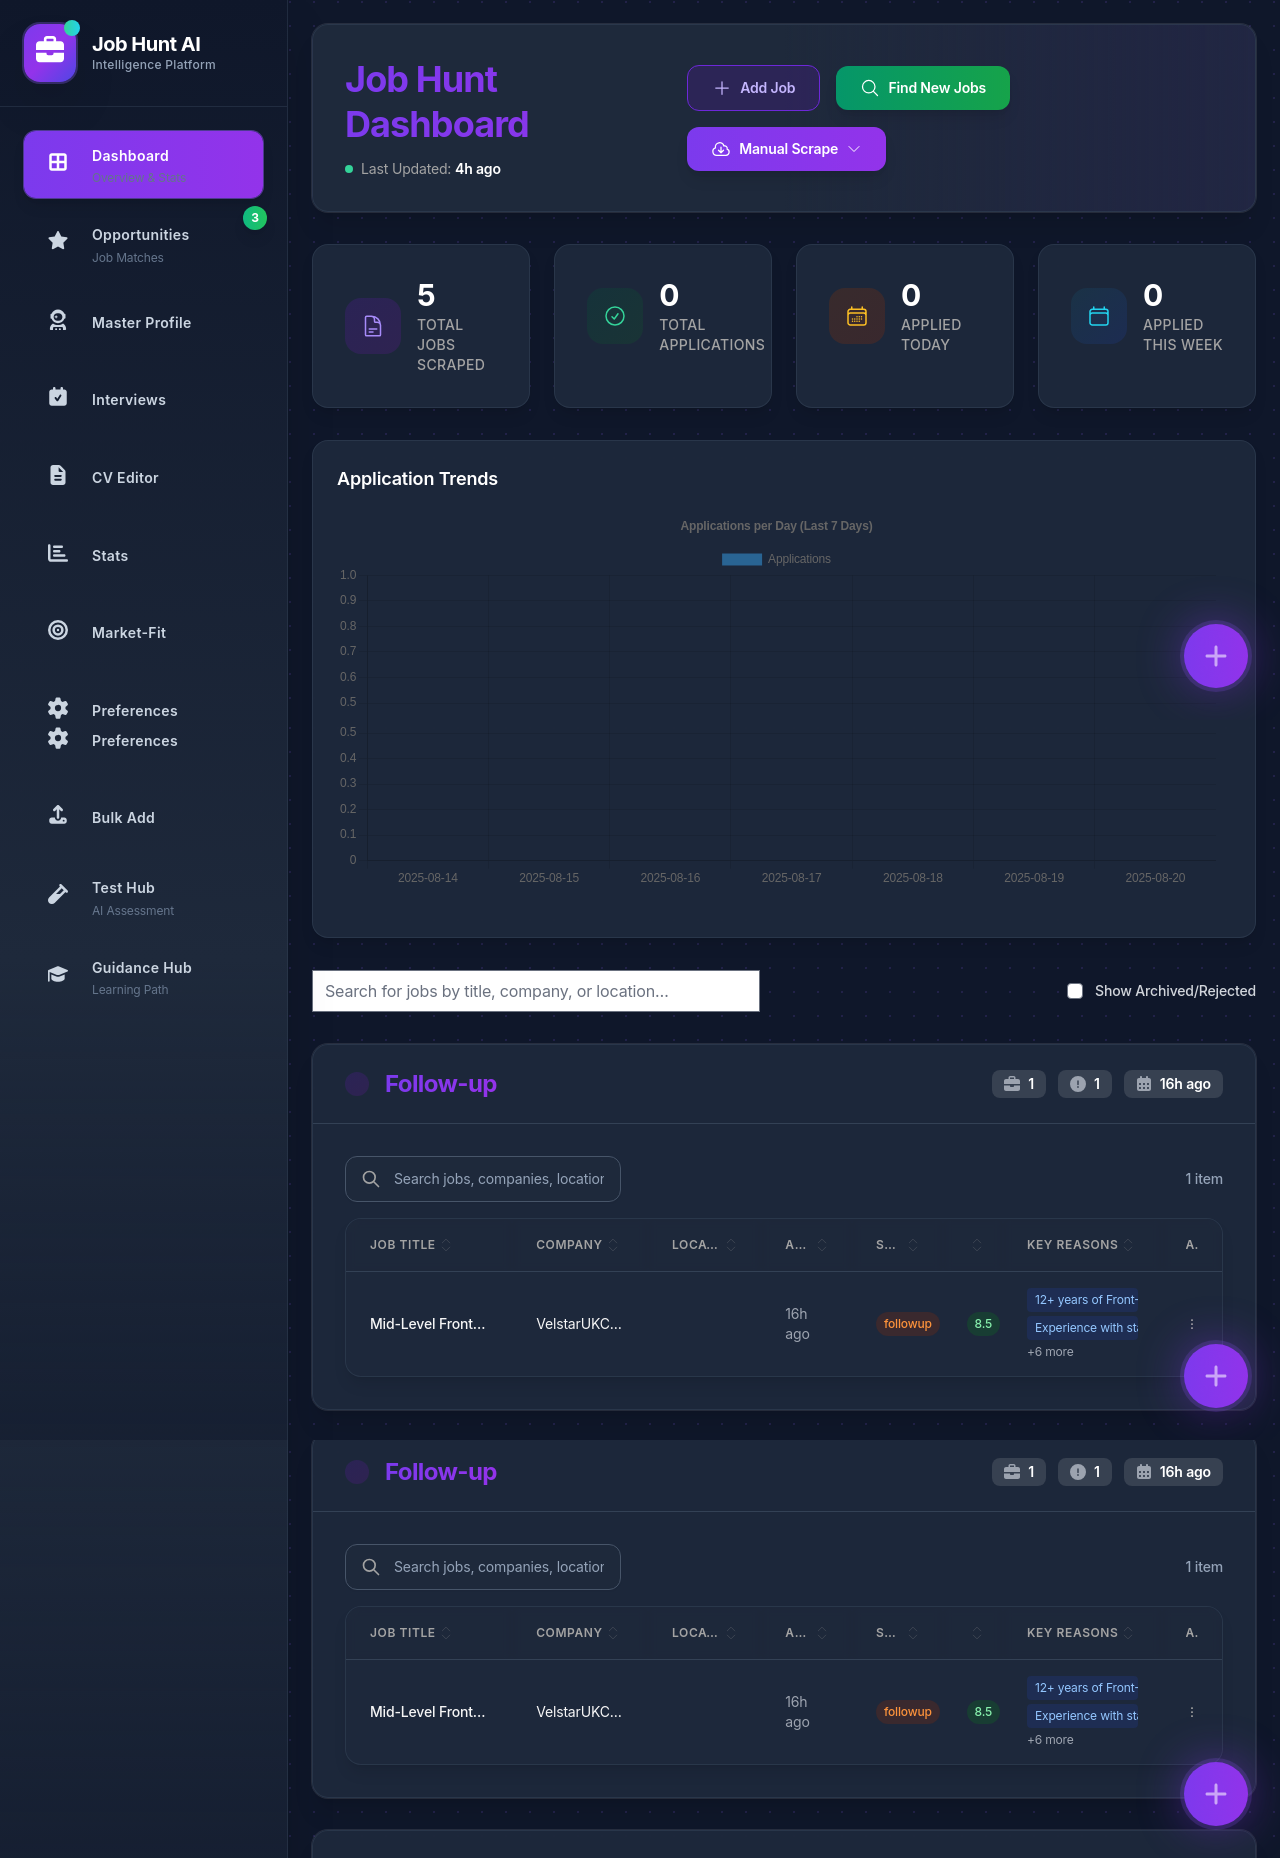 Job Hunt AI
Intelligence Platform
Dashboard
Overview & Stats
3
Opportunities
Job Matches
Master Profile
Interviews
CV Editor
Stats
Market-Fit
Preferences
Preferences
Bulk Add
Test Hub
AI Assessment
Guidance Hub
Learning Path
Job Hunt
Dashboard
Last Updated: 4h ago
Add Job
Find New Jobs
Manual Scrape
5
TOTAL
JOBS
SCRAPED
0
TOTAL
APPLICATIONS
0
APPLIED
TODAY
0
APPLIED
THIS WEEK
Application Trends
Applications per Day (Last 7 Days)
Applications
1.0
0.9
0.8
0.7
0.6
0.5
0.5
0.4
0.3
0.2
0.1
0
2025-08-14 2025-08-15 2025-08-16 2025-08-17 2025-08-18 2025-08-19 2025-08-20
Search for jobs by title, company, or location...
Show Archived/Rejected
Follow-up
1 1 16h ago
Search jobs, companies, location
1 item
JOB TITLE COMPANY LOCA... A... S... KEY REASONS A.
Mid-Level Front... VelstarUKC... 16h ago followup 8.5
12+ years of Front-
Experience with sta
+6 more
Follow-up
1 1 16h ago
Search jobs, companies, location
1 item
JOB TITLE COMPANY LOCA... A... S... KEY REASONS A.
Mid-Level Front... VelstarUKC... 16h ago followup 8.5
12+ years of Front-
Experience with sta
+6 more